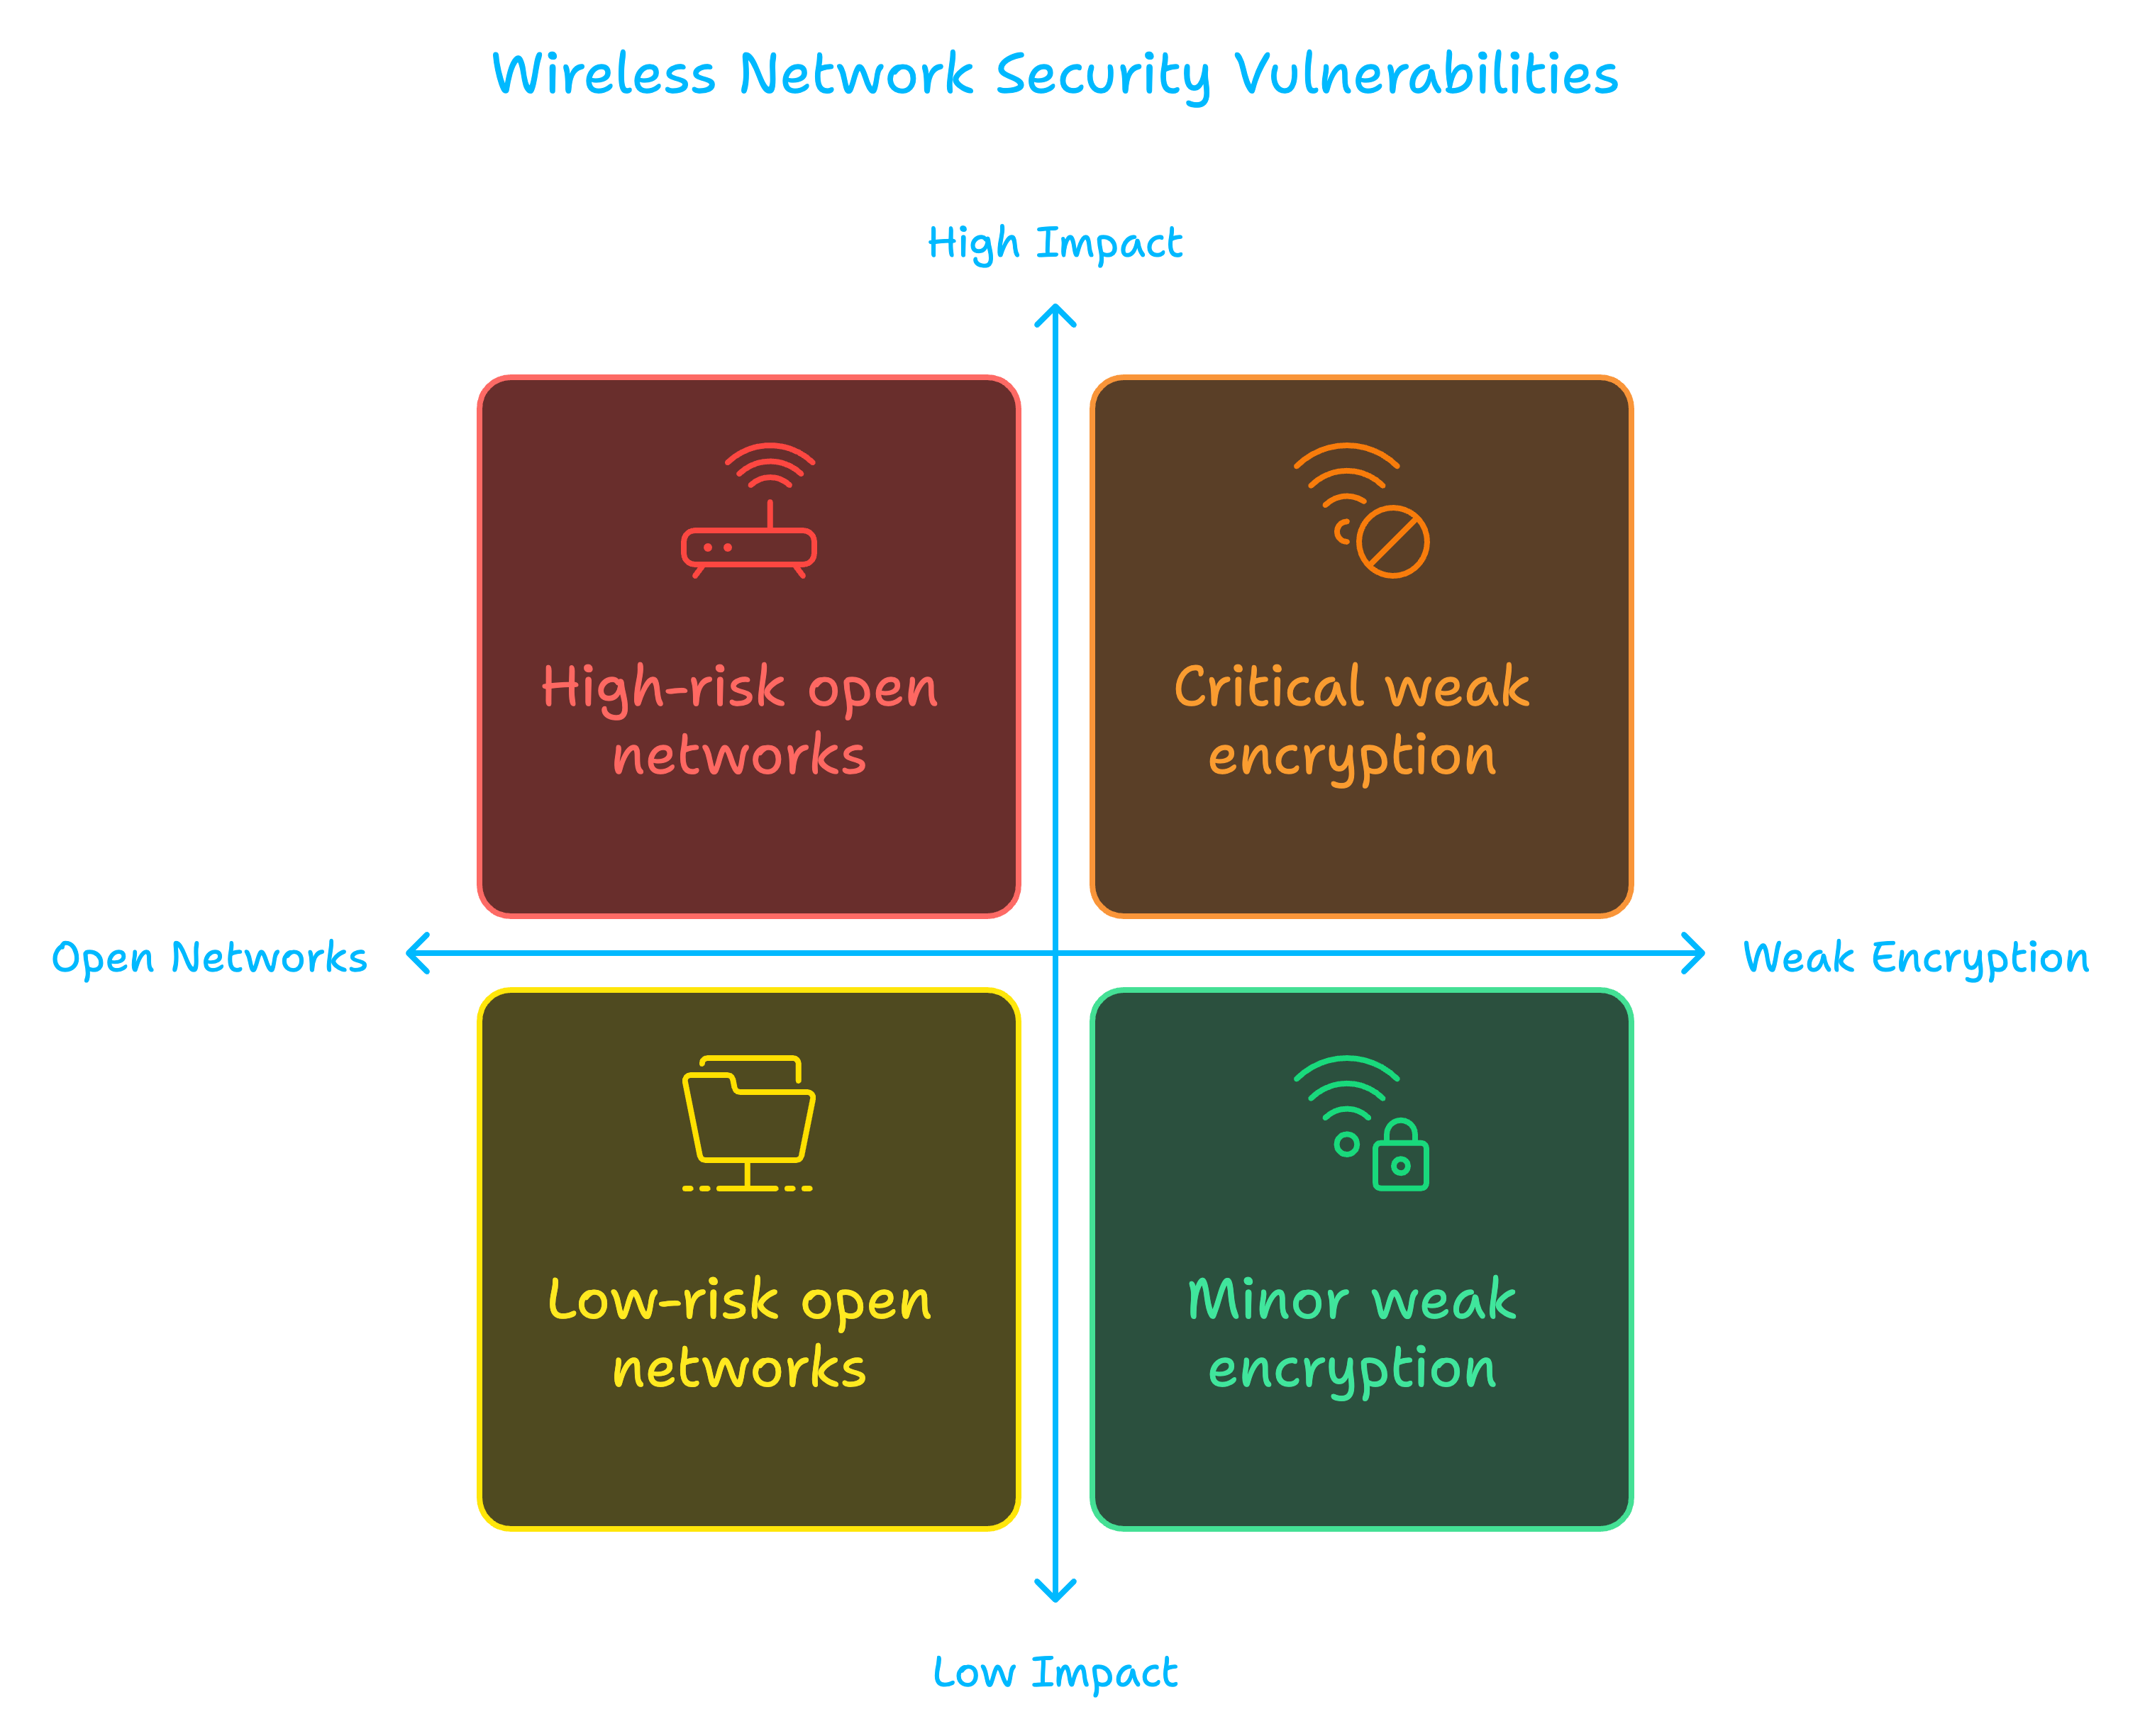 Wireless Network Security Vulnerabilities
High Impact
High-risk open
networks
Critical weak
encryption
Open Networks
Weak Encryption
Low-risk open
networks
Minor weak
encryption
Low Impact